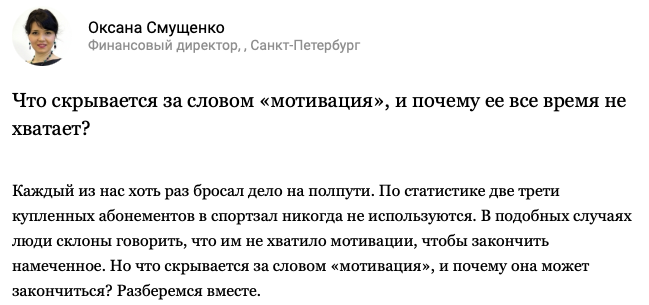 Оксана Смущенко
Финансовый директор, , Санкт-Петербург
Что скрывается за словом «мотивация», и почему ее все время не
хватает?
Каждый из нас хоть раз бросал дело на полпути. По статистике две трети
купленных абонементов в спортзал никогда не используются. В подобных случаях
люди склоны говорить, что им не хватило мотивации, чтобы закончить
намеченное. Но что скрывается за словом «мотивация», и почему она может
закончиться? Разберемся вместе.